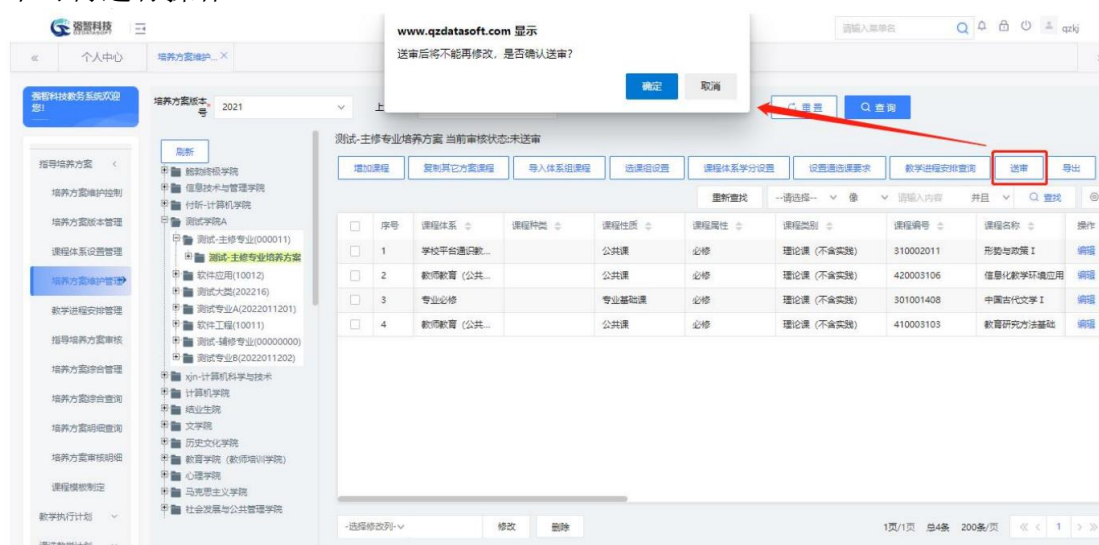 强智科技
www.qzdatasoft.com 显示
送审后将不能再修改，是否确认送审?
确定
取消
请输入菜单名
qzkj
个人中心
培养方案维护...
强智科技教务系统欢迎您!
培养方案版本号
2021
上
重置
查询
刷新
测试-主修专业培养方案 当前审核状态:未送审
增加课程
复制其它方案课程
导入体系组课程
选课组设置
课程体系学分设置
设置通选课要求
教学进程安排查询
送审
导出
重新查找
--请选择--
像
请输入内容
并且
查找
指导培养方案
培养方案维护控制
培养方案版本管理
课程体系设置管理
培养方案维护管理
教学进程安排管理
指导培养方案审核
培养方案综合管理
培养方案综合查询
培养方案明细查询
培养方案审核明细
课程模板制定
教学执行计划
信息技术与管理学院
付昕-计算机学院
测试学院A
测试-主修专业(000011)
测试-主修专业培养方案
软件应用(10012)
测试大类(202216)
测试专业A(2022011201)
软件工程(10011)
测试-辅修专业(00000000)
测试专业B(2022011202)
xjn-计算机科学与技术
计算机学院
结业生院
文学院
历史文化学院
教育学院（教师培训学院）
心理学院
马克思主义学院
社会发展与公共管理学院
序号 课程体系 课程种类 课程性质 课程属性 课程类别 课程编号 课程名称 操作
1 学校平台通识教... 公共课 必修 理论课（不含实践） 310002011 形势与政策 I 编辑
2 教师教育（公共... 公共课 必修 理论课（不含实践） 420003106 信息化教学环境应用 编辑
3 专业必修 专业基础课 必修 理论课（不含实践） 301001408 中国古代文学 I 编辑
4 教师教育（公共... 公共课 必修 理论课（不含实践） 410003103 教育研究方法基础 编辑
-选择修改列-
修改
删除
1页/1页 总4条 200条/页
1